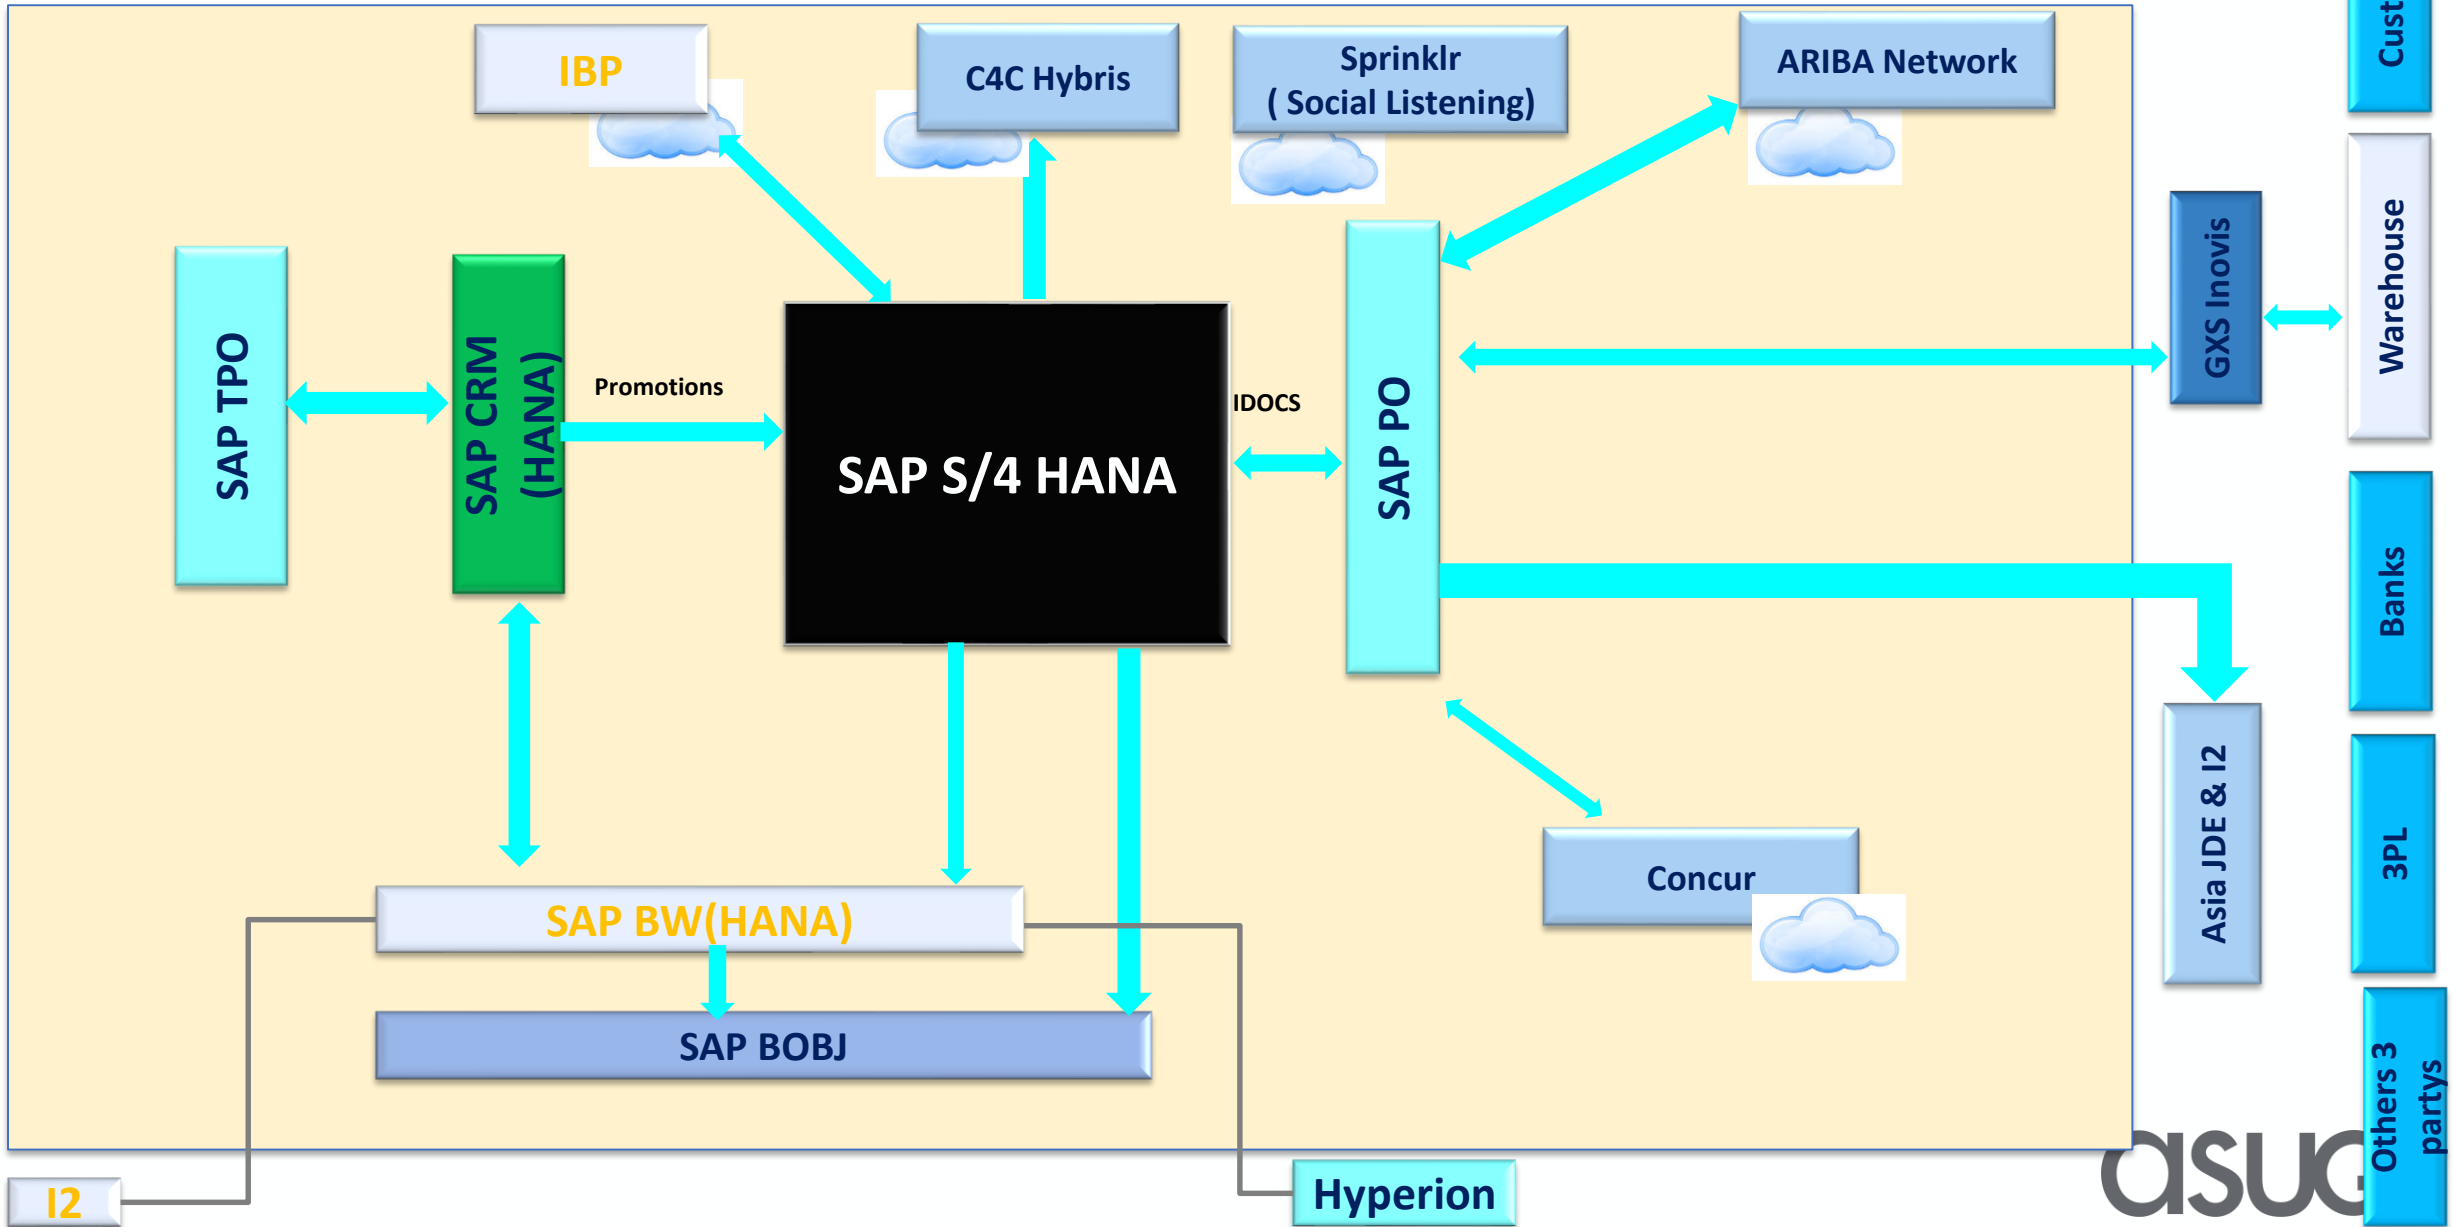 IBP
C4C Hybris
Sprinklr
( Social Listening)
ARIBA Network
Cust
SAP TPO
SAP CRM
(HANA)
Promotions
SAP S/4 HANA
IDOCS
SAP PO
GXS Inovis
Warehouse
Banks
Asia JDE & I2
3PL
Concur
SAP BW(HANA)
SAP BOBJ
Others 3
partys
I2
Hyperion
asug